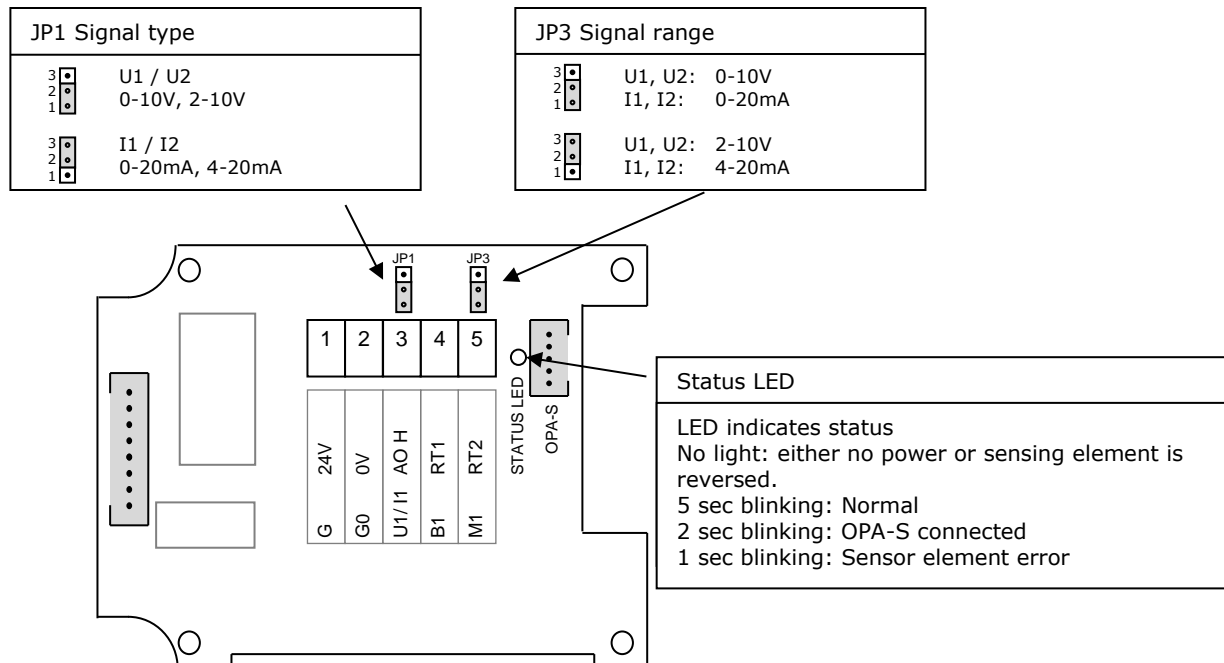 JP1 Signal type
3
2
1
U1 / U2
0-10V, 2-10V
3
2
1
I1 / I2
0-20mA, 4-20mA
JP3 Signal range
3
2
1
U1, U2: 0-10V
I1, I2: 0-20mA
3
2
1
U1, U2: 2-10V
I1, I2: 4-20mA
JP1
JP3
1 2 3 4 5
G 24V
G0 0V
U1/ I1 AO H
B1 RT1
M1 RT2
STATUS LED
OPA-S
Status LED
LED indicates status
No light: either no power or sensing element is
reversed.
5 sec blinking: Normal
2 sec blinking: OPA-S connected
1 sec blinking: Sensor element error